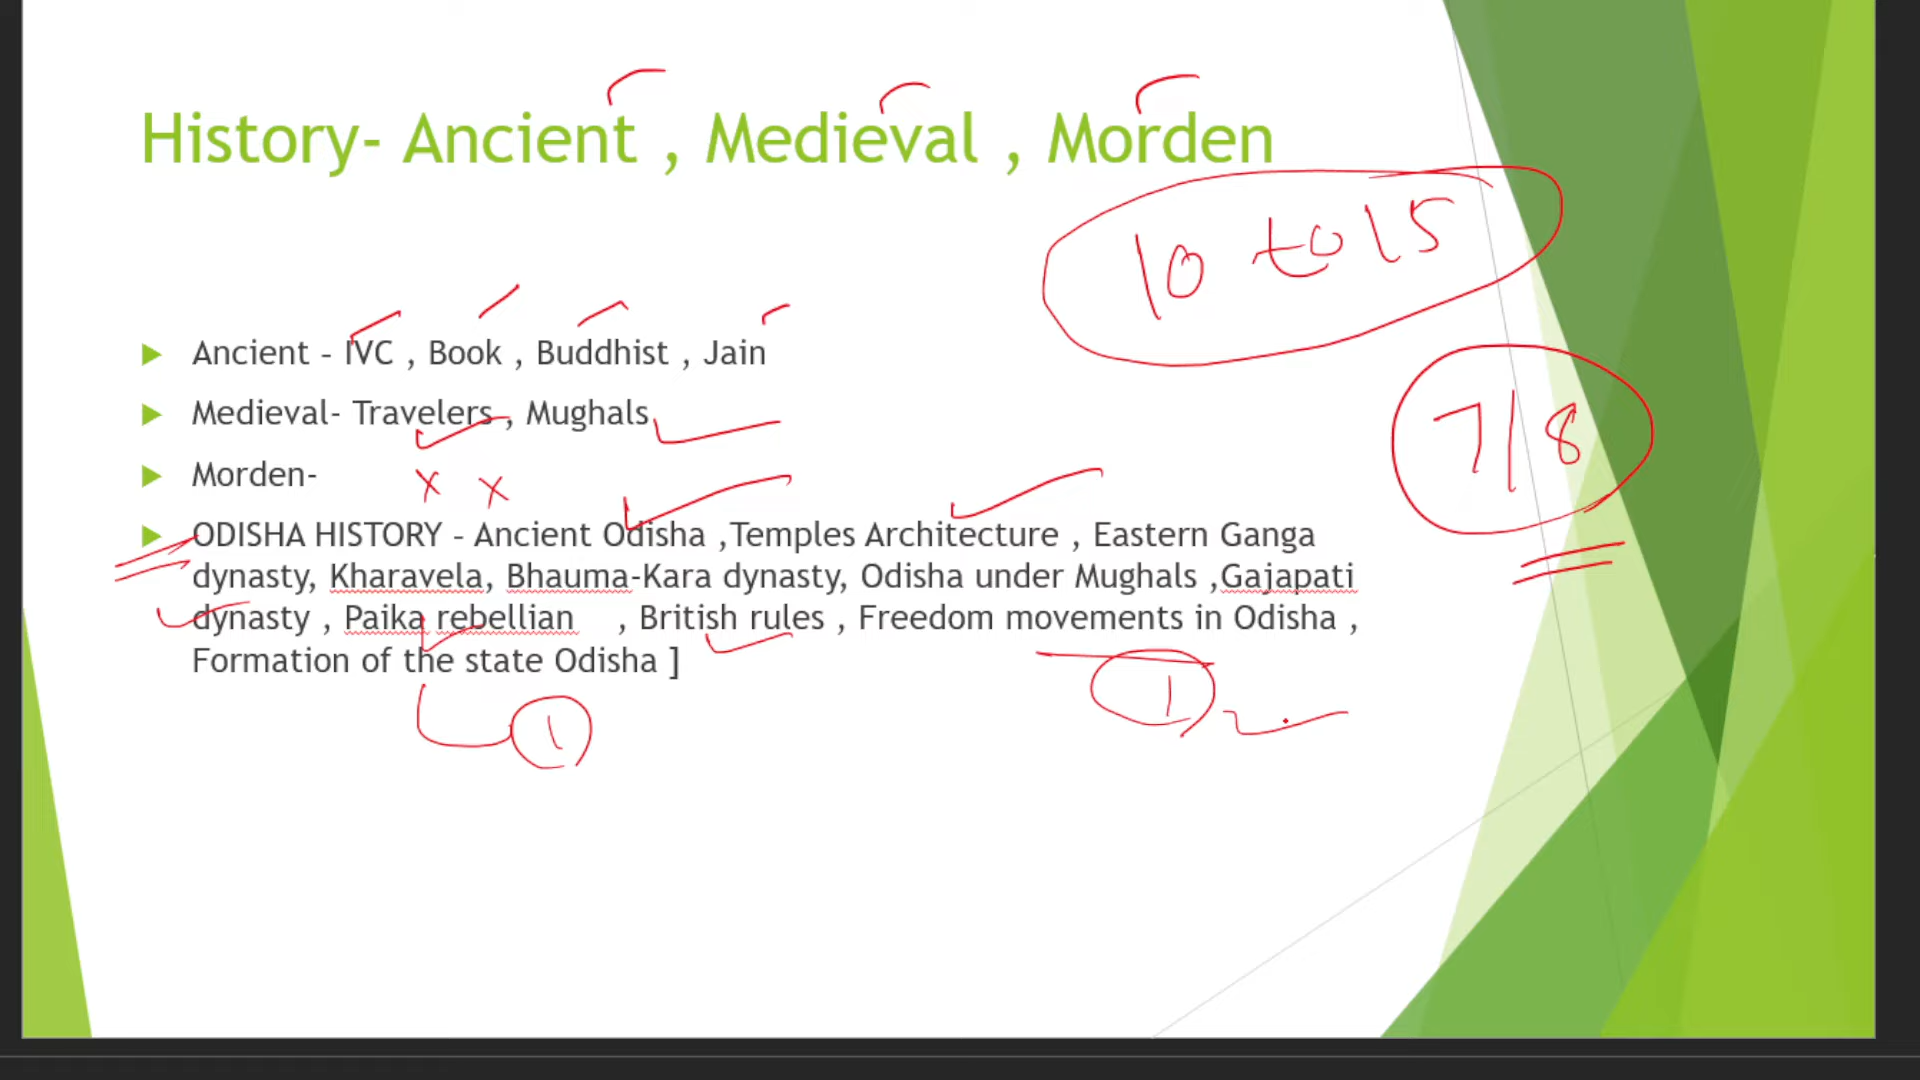 History- Ancient , Medieval , Morden
10 to 15
Ancient – IVC , Book , Buddhist , Jain
7/8
Medieval- Travelers , Mughals
Morden- x x
ODISHA HISTORY – Ancient Odisha ,Temples Architecture , Eastern Ganga
dynasty, Kharavela, Bhauma-Kara dynasty, Odisha under Mughals ,Gajapati
dynasty , Paika rebellian , British rules , Freedom movements in Odisha ,
Formation of the state Odisha ]
1
1